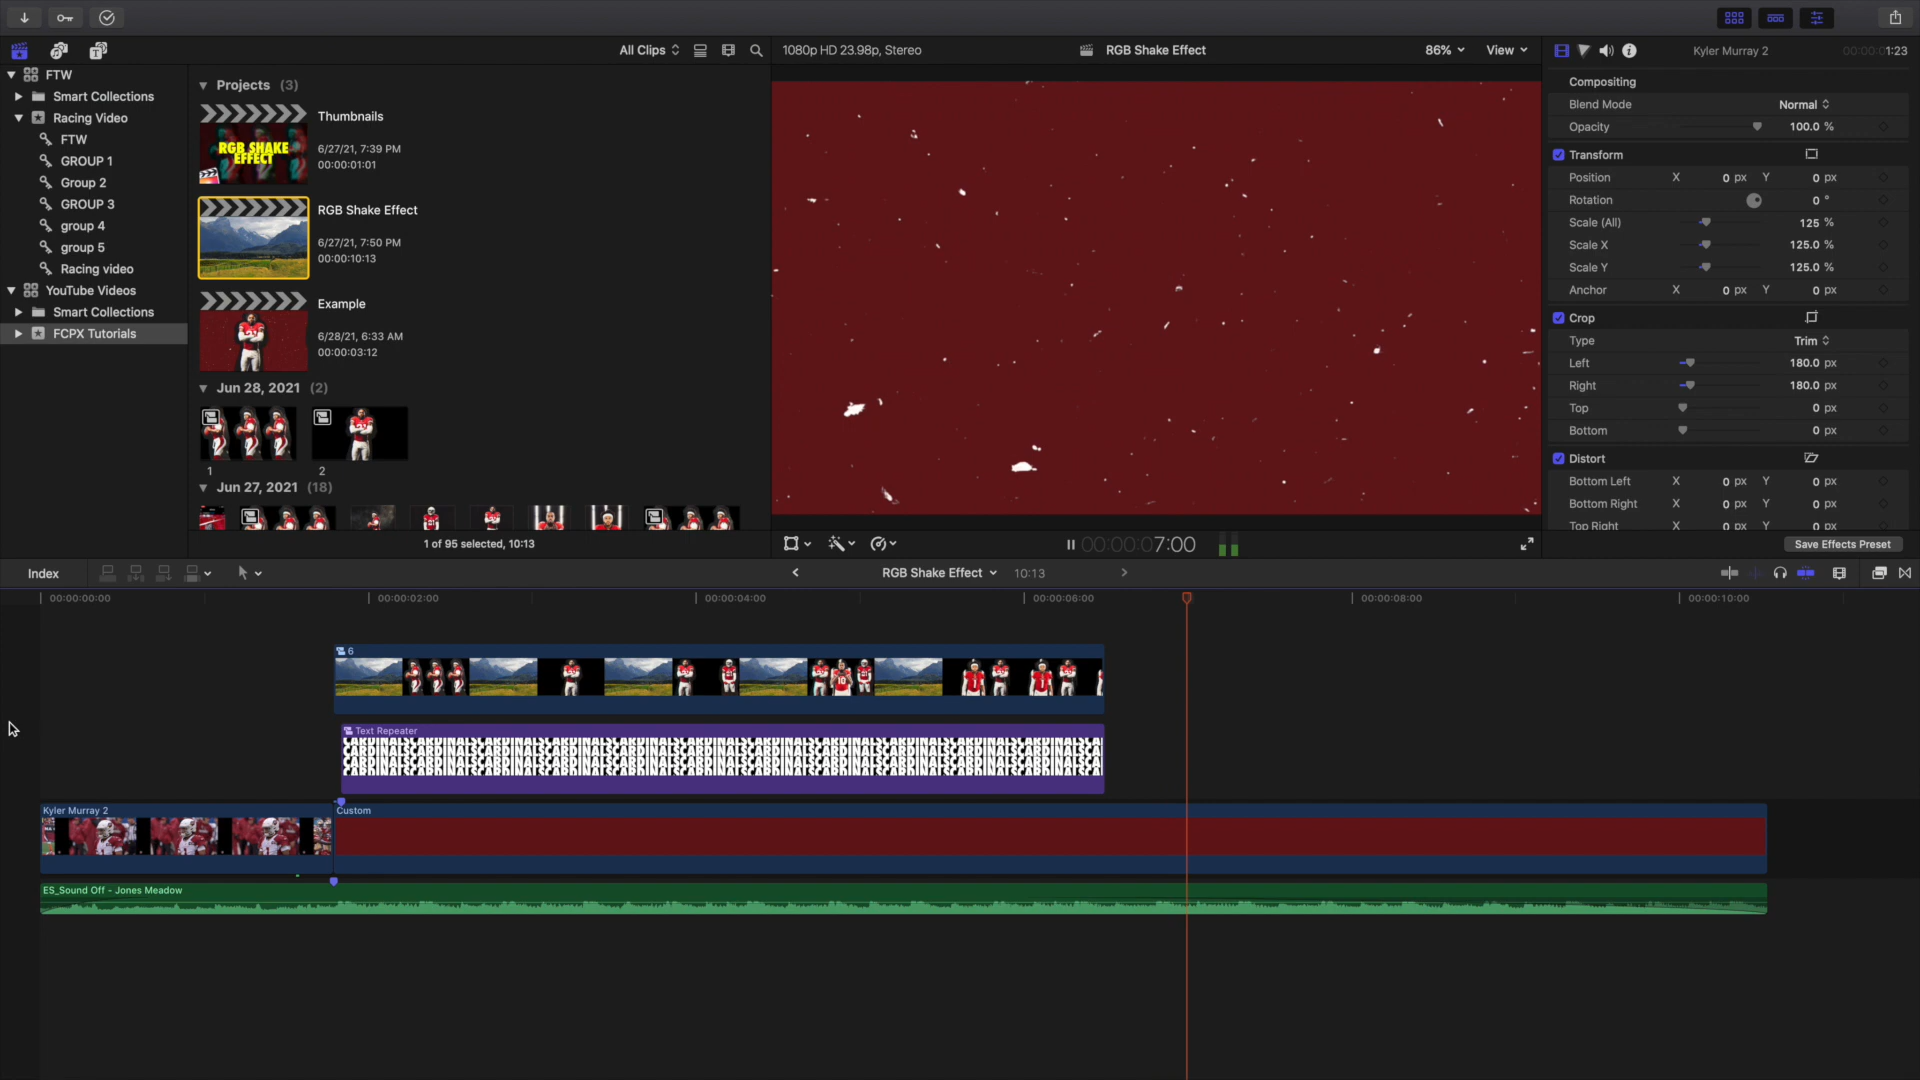 All Clips
1080p HD 23.98p, Stereo
RGB Shake Effect
86%
View
Kyler Murray 2
00:00:01:23
FTW
Smart Collections
Racing Video
FTW
GROUP 1
Group 2
GROUP 3
group 4
group 5
Racing video
YouTube Videos
Smart Collections
FCPX Tutorials
Projects (3)
RGB SHAKE
EFFECT
Thumbnails
6/27/21, 7:39 PM
00:00:01:01
RGB Shake Effect
6/27/21, 7:50 PM
00:00:10:13
Example
6/28/21, 6:33 AM
00:00:03:12
Jun 28, 2021 (2)
1
2
Jun 27, 2021 (18)
1 of 95 selected, 10:13
00:00:07:00
Compositing
Blend Mode Normal
Opacity 100.0 %
Transform
Position X 0 px Y 0 px
Rotation 0 °
Scale (All) 125 %
Scale X 125.0 %
Scale Y 125.0 %
Anchor X 0 px Y 0 px
Crop
Type Trim
Left 180.0 px
Right 180.0 px
Top 0 px
Bottom 0 px
Distort
Bottom Left X 0 px Y 0 px
Bottom Right X 0 px Y 0 px
Top Right X 0 px Y 0 px
Save Effects Preset
Index
RGB Shake Effect
10:13
00:00:00:00
00:00:02:00
00:00:04:00
00:00:06:00
00:00:08:00
00:00:10:00
6
Text Repeater
CARDINALSCARDINALSCARDINALSCARDINALSCARDINALSCARDINALSCARDINALSCARDINALSCARDINALSCARDINALSCARDINALSCA
Kyler Murray 2
Custom
ES_Sound Off - Jones Meadow